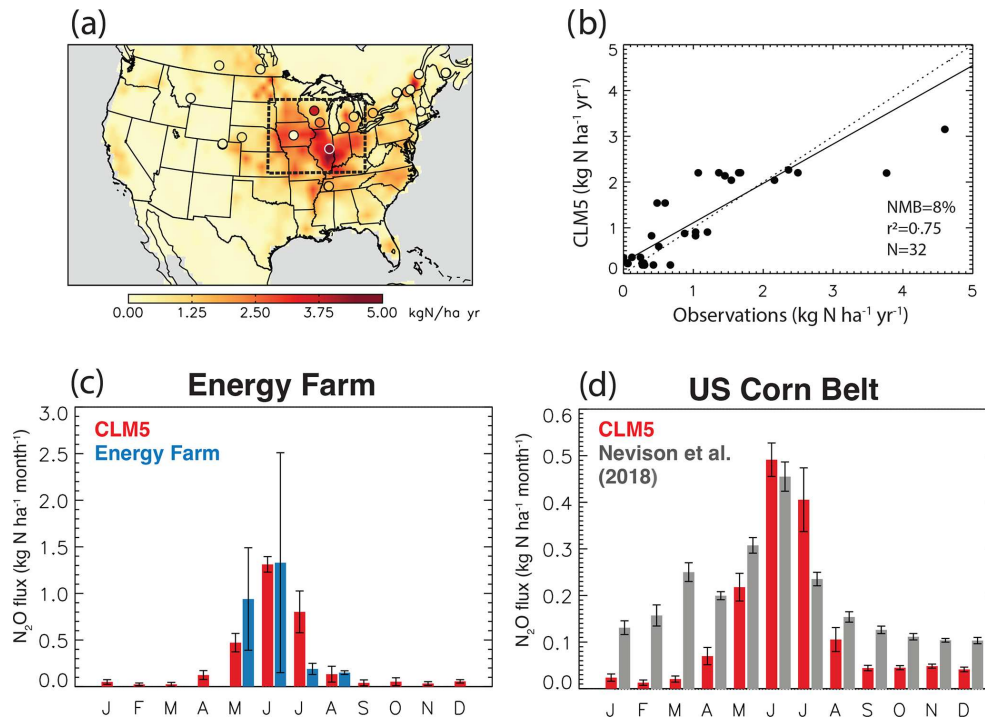 (a)
0.00 1.25 2.50 3.75 5.00 kgN/ha yr
(b)
CLM5 (kg N ha⁻¹ yr⁻¹)
5
4
3
2
1
0
NMB=8%
r²=0.75
N=32
0 1 2 3 4 5
Observations (kg N ha⁻¹ yr⁻¹)
(c) Energy Farm
N₂O flux (kg N ha⁻¹ month⁻¹)
3.0
2.5
2.0
1.5
1.0
0.5
0.0
CLM5
Energy Farm
J F M A M J J A S O N D
(d) US Corn Belt
N₂O flux (kg N ha⁻¹ month⁻¹)
0.6
0.5
0.4
0.3
0.2
0.1
0.0
CLM5
Nevison et al.
(2018)
J F M A M J J A S O N D